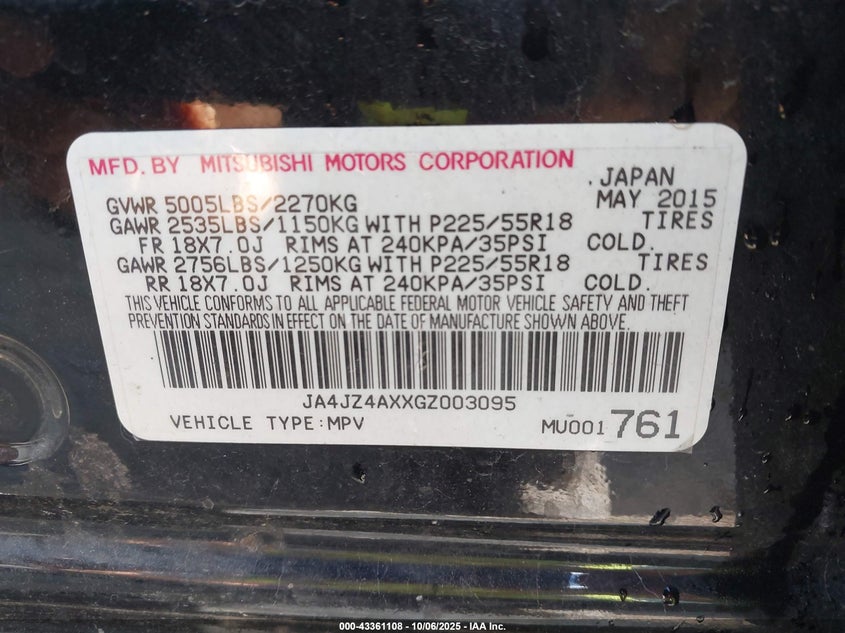 MFD. BY MITSUBISHI MOTORS CORPORATION
JAPAN
GVWR 5005LBS/2270KG MAY 2015
GAWR 2535LBS/1150KG WITH P225/55R18 TIRES
FR 18X7.0J RIMS AT 240KPA/35PSI COLD.
GAWR 2756LBS/1250KG WITH P225/55R18 TIRES
RR 18X7.0J RIMS AT 240KPA/35PSI COLD.
THIS VEHICLE CONFORMS TO ALL APPLICABLE FEDERAL MOTOR VEHICLE SAFETY AND THEFT
PREVENTION STANDARDS IN EFFECT ON THE DATE OF MANUFACTURE SHOWN ABOVE.
JA4JZ4AXXGZ003095
VEHICLE TYPE:MPV MU001 761
000-43361108 - 10/06/2025 - IAA Inc.